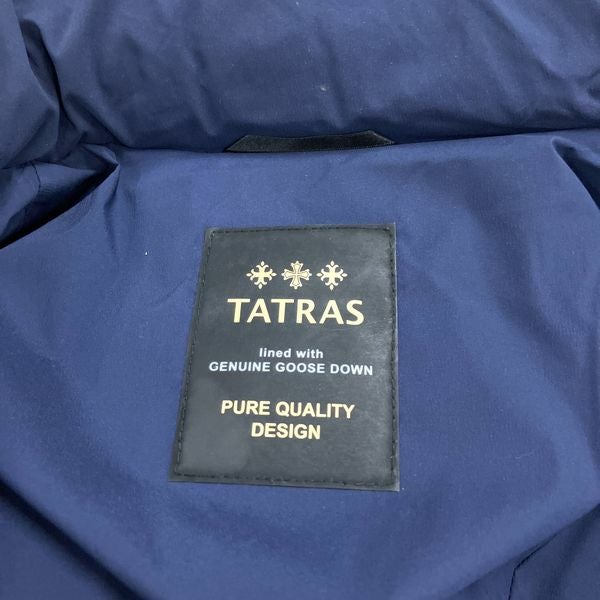 TATRAS
lined with
GENUINE GOOSE DOWN
PURE QUALITY
DESIGN